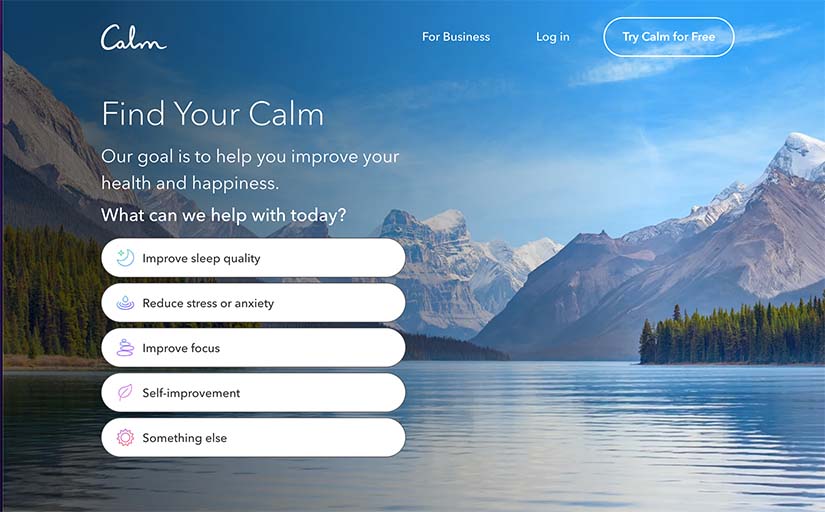 Calm
For Business
Log in
Try Calm for Free
Find Your Calm
Our goal is to help you improve your
health and happiness.
What can we help with today?
Improve sleep quality
Reduce stress or anxiety
Improve focus
Self-improvement
Something else